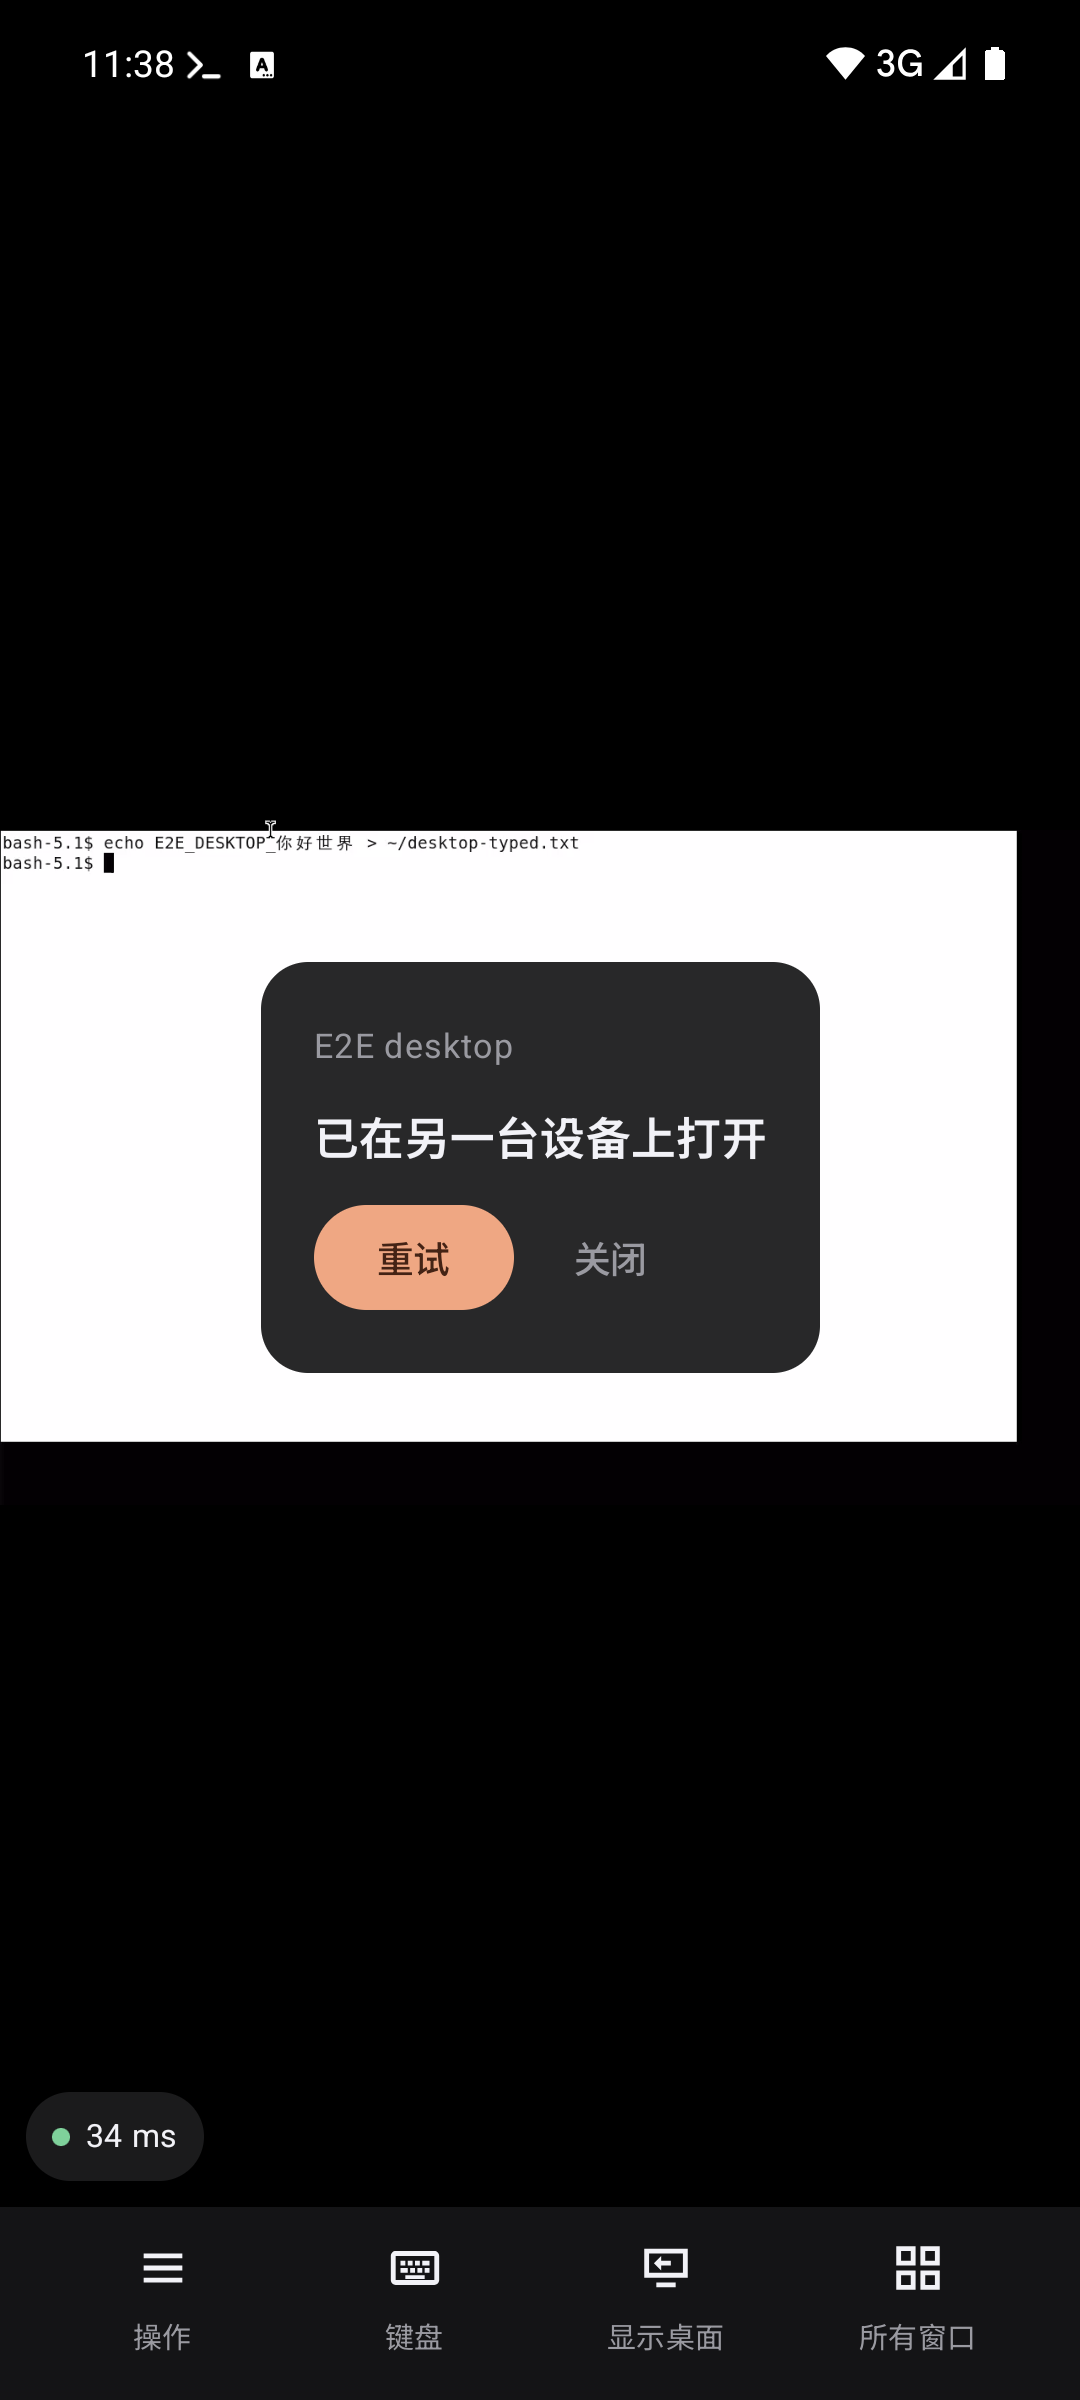 11:38
3G
bash-5.1$ echo E2E_DESKTOP_你好世界 > ~/desktop-typed.txt
bash-5.1$
E2E desktop
已在另一台设备上打开
重试 关闭
34 ms
操作 键盘 显示桌面 所有窗口